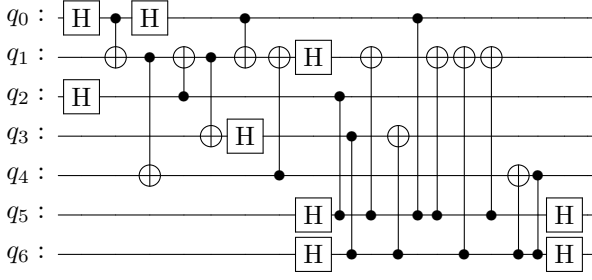 q0 : H H
q1 : H
q2 : H
q3 : H
q4 :
q5 : H H
q6 : H H